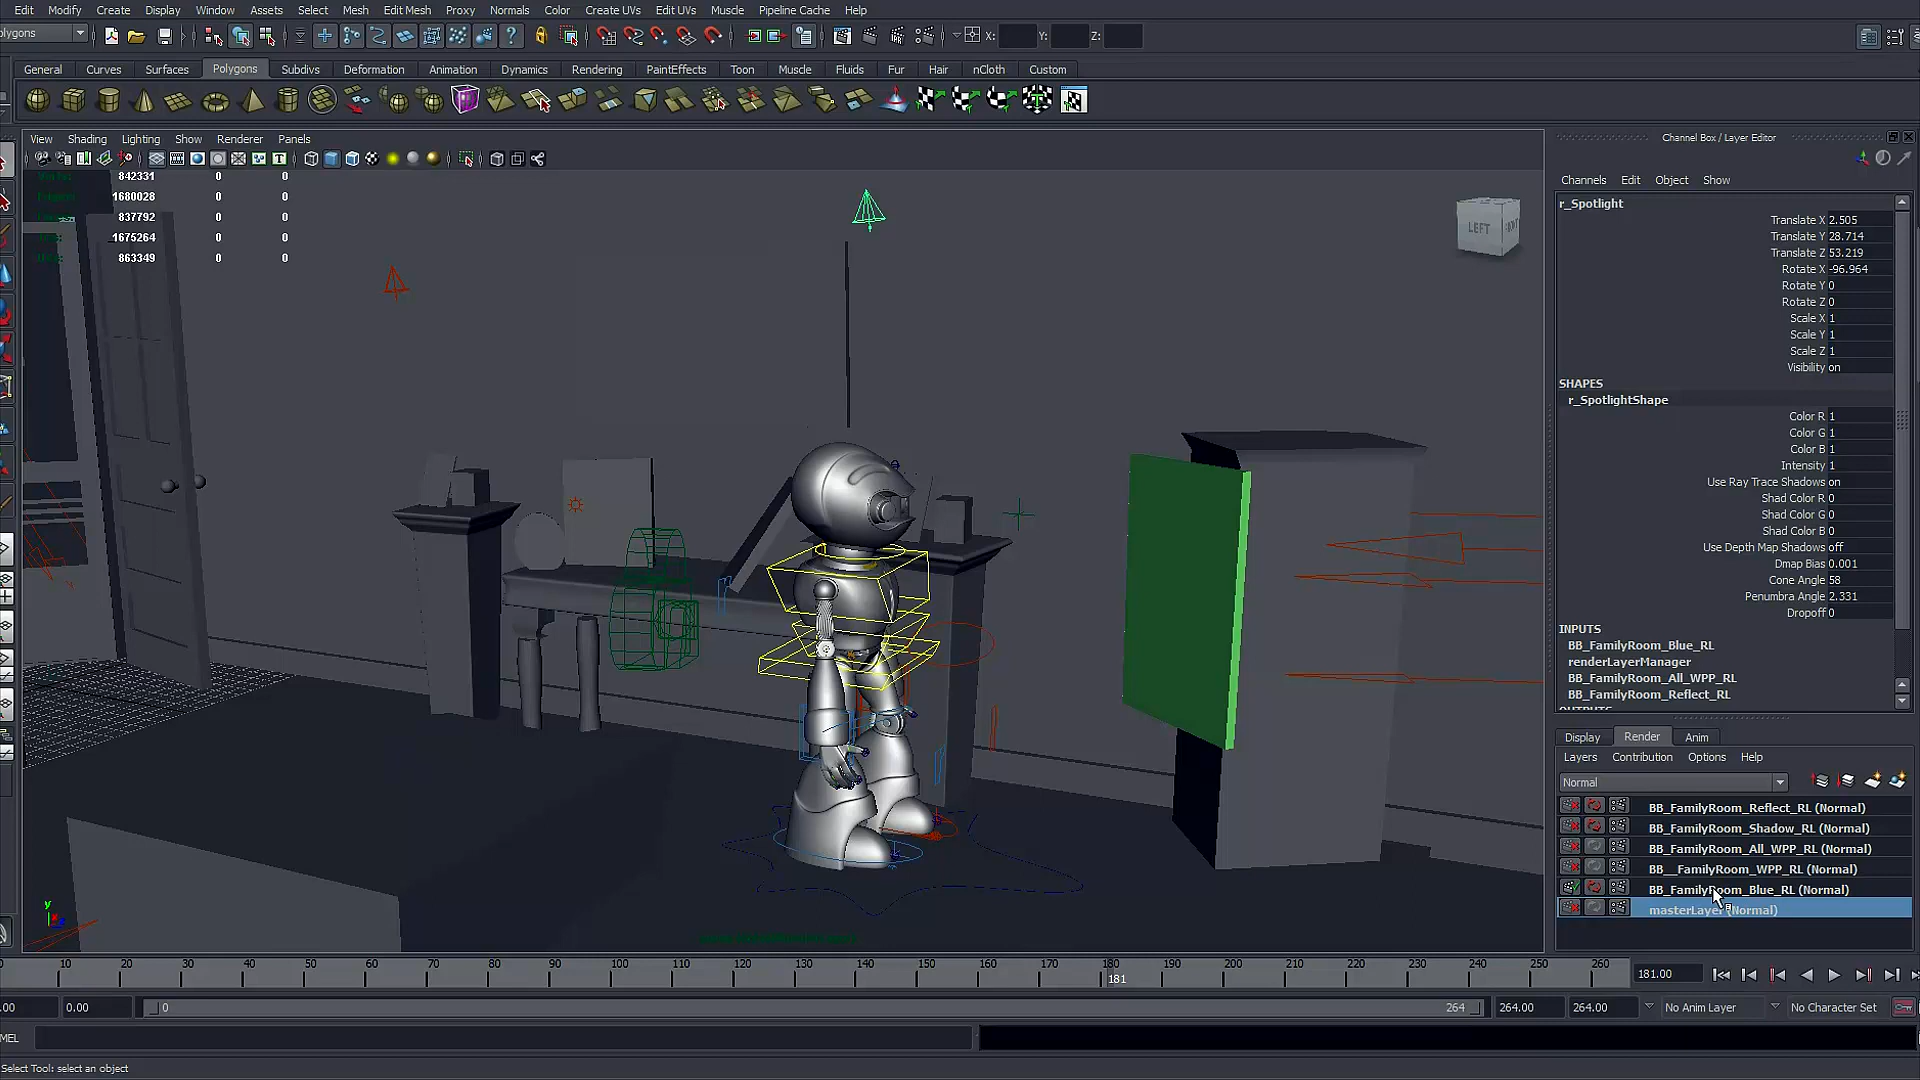 Edit Modify Create Display Window Assets Select Mesh Edit Mesh Proxy Normals Color Create UVs Edit UVs Muscle Pipeline Cache Help
olygons
X: Y: Z:
General Curves Surfaces Polygons Subdivs Deformation Animation Dynamics Rendering PaintEffects Toon Muscle Fluids Fur Hair nCloth Custom
View Shading Lighting Show Renderer Panels
Channel Box / Layer Editor
842331 0 0
1680028 0 0
837792 0 0
1675264 0 0
863349 0 0
LEFT
Channels Edit Object Show
r_Spotlight
Translate X 2.505
Translate Y 28.714
Translate Z 53.219
Rotate X -96.964
Rotate Y 0
Rotate Z 0
Scale X 1
Scale Y 1
Scale Z 1
Visibility on
SHAPES
r_SpotlightShape
Color R 1
Color G 1
Color B 1
Intensity 1
Use Ray Trace Shadows on
Shad Color R 0
Shad Color G 0
Shad Color B 0
Use Depth Map Shadows off
Dmap Bias 0.001
Cone Angle 58
Penumbra Angle 2.331
Dropoff 0
INPUTS
BB_FamilyRoom_Blue_RL
renderLayerManager
BB_FamilyRoom_All_WPP_RL
BB_FamilyRoom_Reflect_RL
Display Render Anim
Layers Contribution Options Help
Normal
BB_FamilyRoom_Reflect_RL (Normal)
BB_FamilyRoom_Shadow_RL (Normal)
BB_FamilyRoom_All_WPP_RL (Normal)
BB__FamilyRoom_WPP_RL (Normal)
BB_FamilyRoom_Blue_RL (Normal)
masterLayer (Normal)
y
10 20 30 40 50 60 70 80 90 100 110 120 130 140 150 160 170 180 190 200 210 220 230 240 250 260
181
181.00
.00 0.00 0 264 264.00 264.00 No Anim Layer No Character Set
MEL
Select Tool: select an object